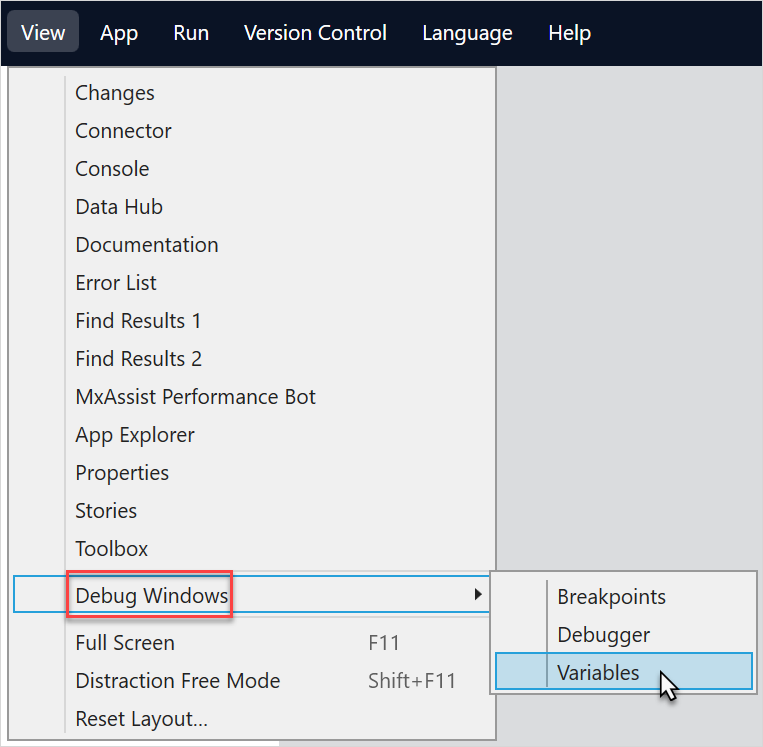 View App Run Version Control Language Help
Changes
Connector
Console
Data Hub
Documentation
Error List
Find Results 1
Find Results 2
MxAssist Performance Bot
App Explorer
Properties
Stories
Toolbox
Debug Windows
Breakpoints
Debugger
Variables
Full Screen F11
Distraction Free Mode Shift+F11
Reset Layout...